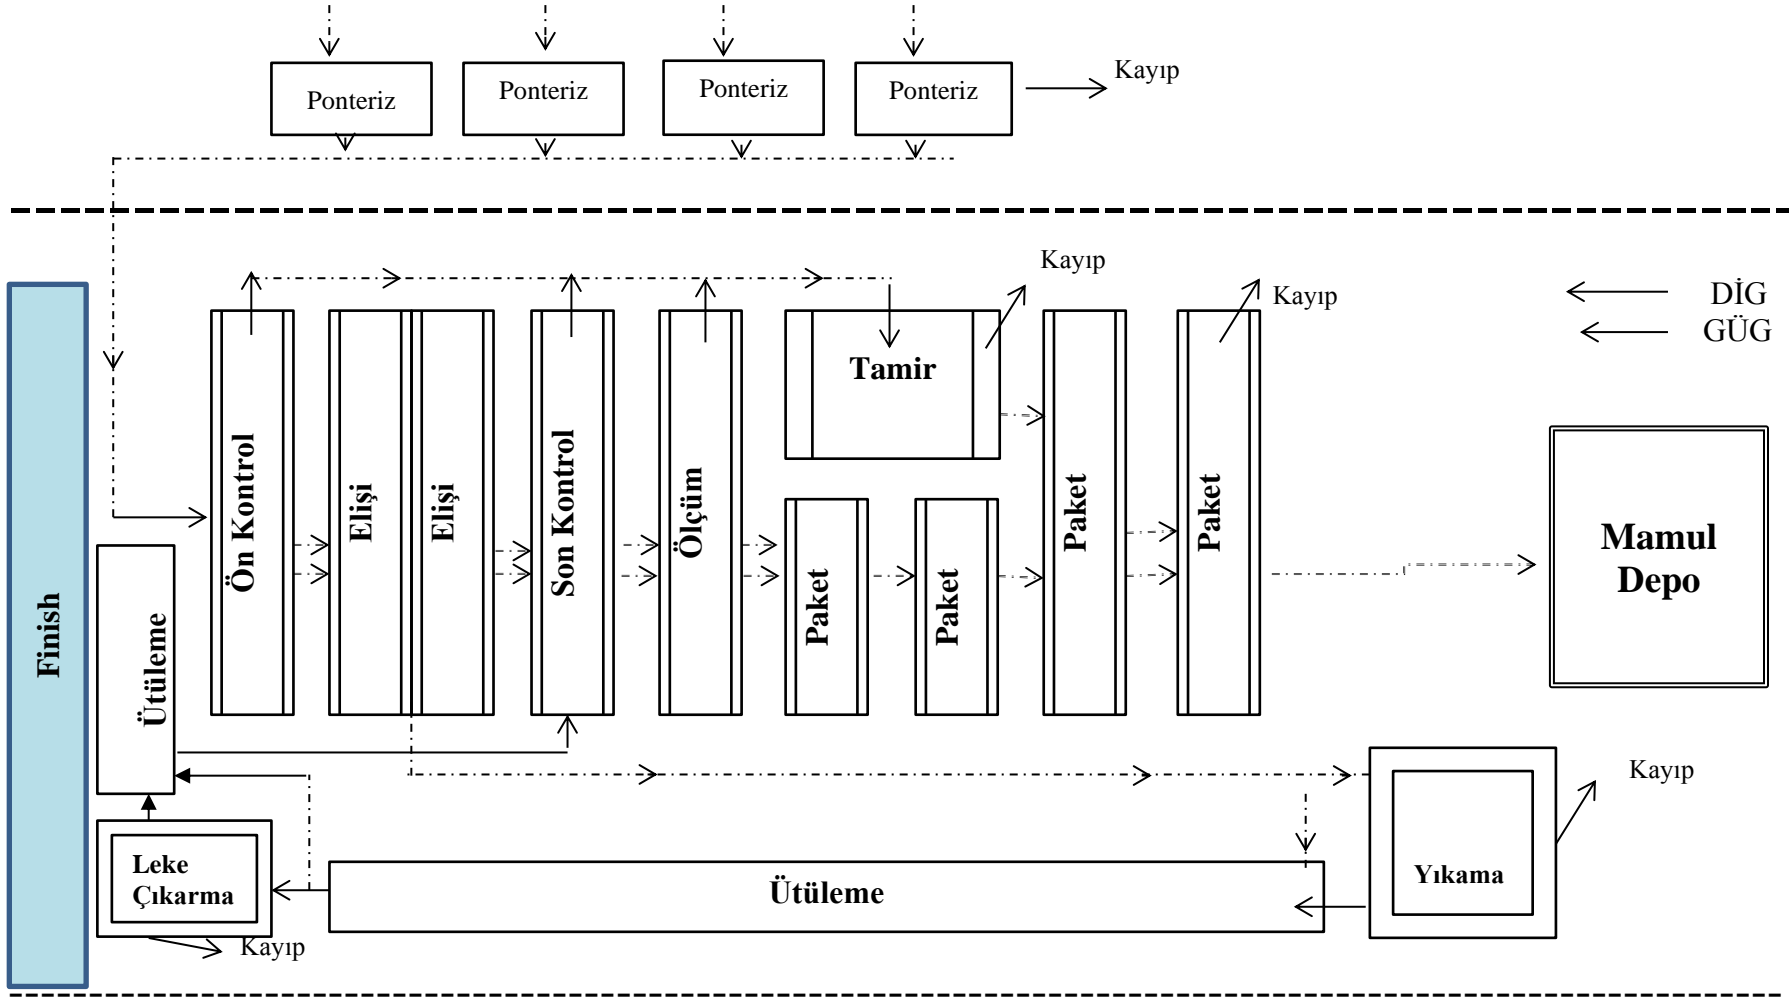 Ponteriz
Ponteriz
Ponteriz
Ponteriz
Kayıp
Kayıp
Kayıp
DİG
GÜG
Finish
Ön Kontrol
Elişi
Elişi
Son Kontrol
Ölçüm
Tamir
Paket
Paket
Paket
Paket
Mamul
Depo
Ütüleme
Leke
Çıkarma
Kayıp
Ütüleme
Yıkama
Kayıp